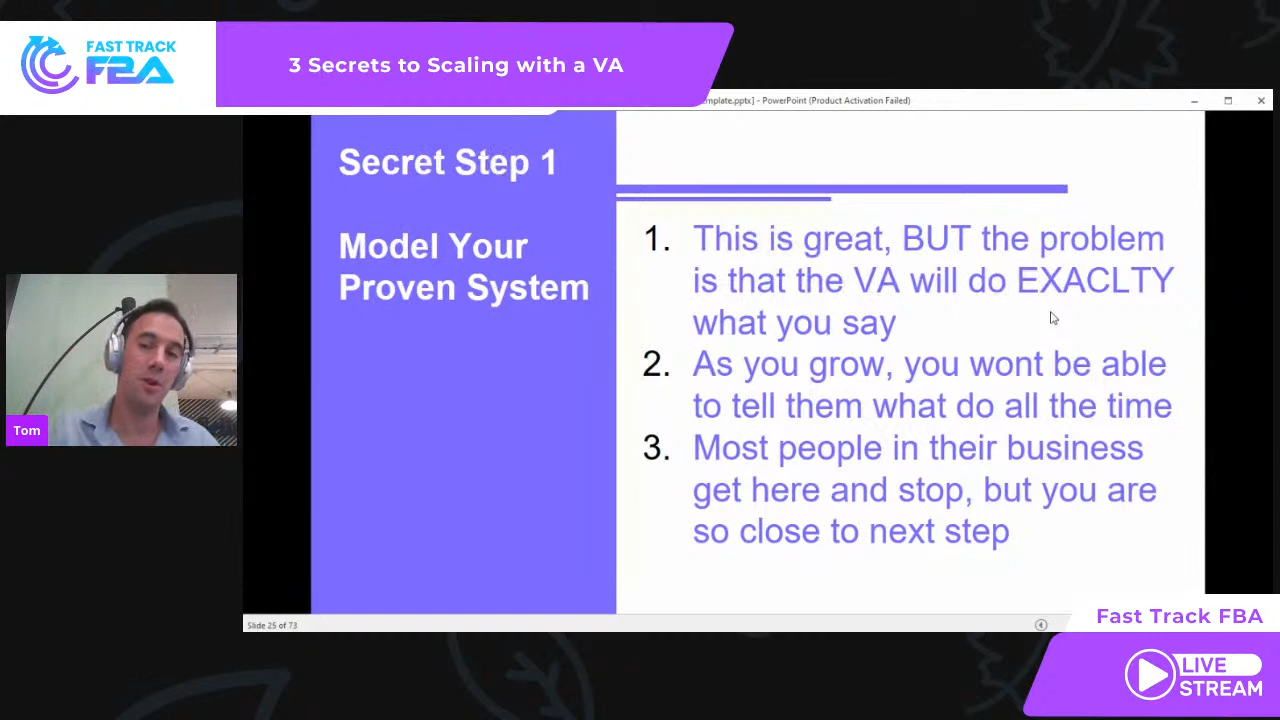 FAST TRACK
FBA
3 Secrets to Scaling with a VA
emplate.pptx] - PowerPoint (Product Activation Failed)
Secret Step 1
Model Your
Proven System
1. This is great, BUT the problem
is that the VA will do EXACLTY
what you say
2. As you grow, you wont be able
to tell them what do all the time
3. Most people in their business
get here and stop, but you are
so close to next step
Tom
Slide 25 of 73
Fast Track FBA
LIVE
STREAM